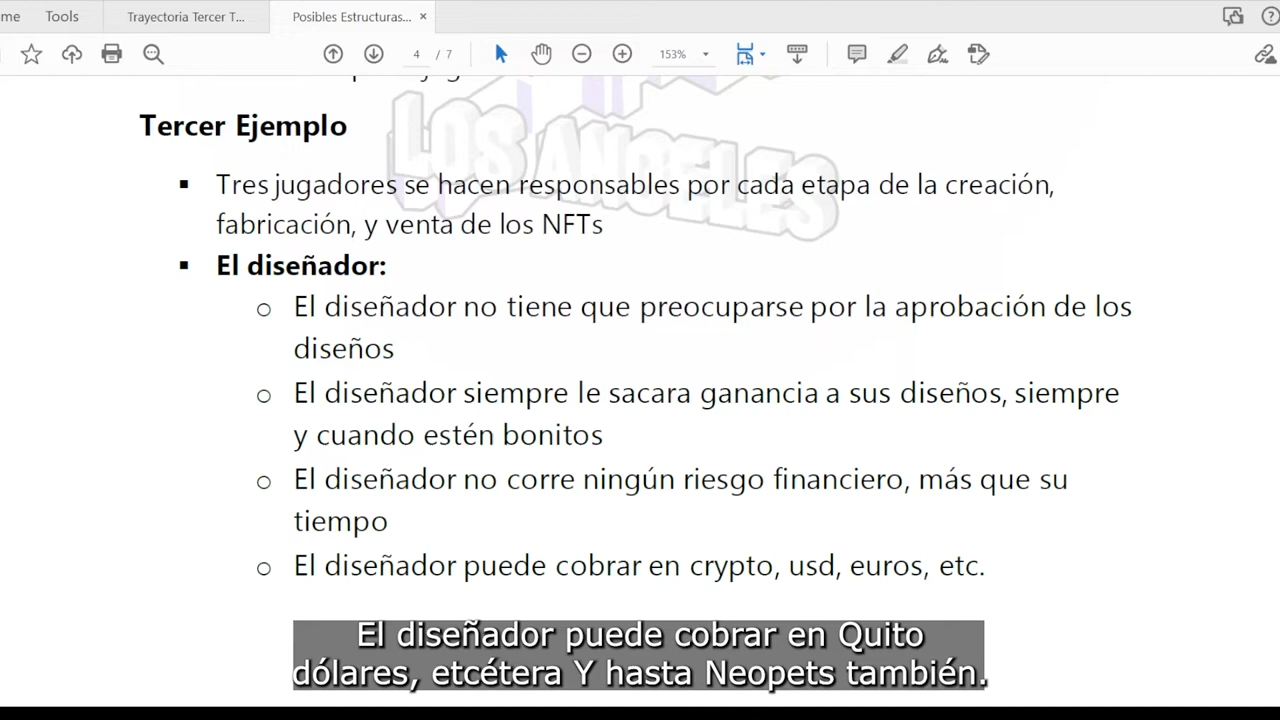 me Tools Trayectoria Tercer T... Posibles Estructuras... ×
4 / 7 153%
LOS ANGELES
Tercer Ejemplo
▪ Tres jugadores se hacen responsables por cada etapa de la creación,
fabricación, y venta de los NFTs
▪ El diseñador:
o El diseñador no tiene que preocuparse por la aprobación de los
diseños
o El diseñador siempre le sacara ganancia a sus diseños, siempre
y cuando estén bonitos
o El diseñador no corre ningún riesgo financiero, más que su
tiempo
o El diseñador puede cobrar en crypto, usd, euros, etc.
El diseñador puede cobrar en Quito
dólares, etcétera Y hasta Neopets también.